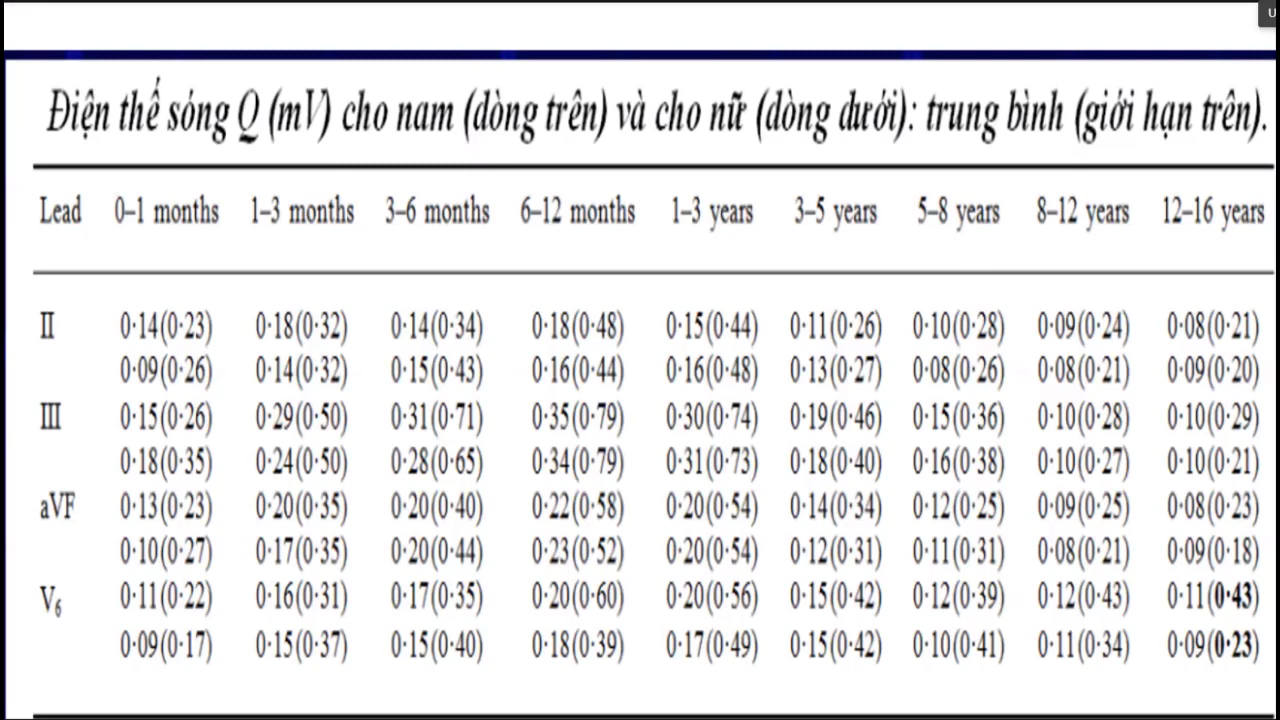 U
Điện thế sóng Q (mV) cho nam (dòng trên) và cho nữ (dòng dưới): trung bình (giới hạn trên).
Lead 0–1 months 1–3 months 3–6 months 6–12 months 1–3 years 3–5 years 5–8 years 8–12 years 12–16 years
II 0·14(0·23) 0·18(0·32) 0·14(0·34) 0·18(0·48) 0·15(0·44) 0·11(0·26) 0·10(0·28) 0·09(0·24) 0·08(0·21)
0·09(0·26) 0·14(0·32) 0·15(0·43) 0·16(0·44) 0·16(0·48) 0·13(0·27) 0·08(0·26) 0·08(0·21) 0·09(0·20)
III 0·15(0·26) 0·29(0·50) 0·31(0·71) 0·35(0·79) 0·30(0·74) 0·19(0·46) 0·15(0·36) 0·10(0·28) 0·10(0·29)
0·18(0·35) 0·24(0·50) 0·28(0·65) 0·34(0·79) 0·31(0·73) 0·18(0·40) 0·16(0·38) 0·10(0·27) 0·10(0·21)
aVF 0·13(0·23) 0·20(0·35) 0·20(0·40) 0·22(0·58) 0·20(0·54) 0·14(0·34) 0·12(0·25) 0·09(0·25) 0·08(0·23)
0·10(0·27) 0·17(0·35) 0·20(0·44) 0·23(0·52) 0·20(0·54) 0·12(0·31) 0·11(0·31) 0·08(0·21) 0·09(0·18)
V₆ 0·11(0·22) 0·16(0·31) 0·17(0·35) 0·20(0·60) 0·20(0·56) 0·15(0·42) 0·12(0·39) 0·12(0·43) 0·11(0·43)
0·09(0·17) 0·15(0·37) 0·15(0·40) 0·18(0·39) 0·17(0·49) 0·15(0·42) 0·10(0·41) 0·11(0·34) 0·09(0·23)